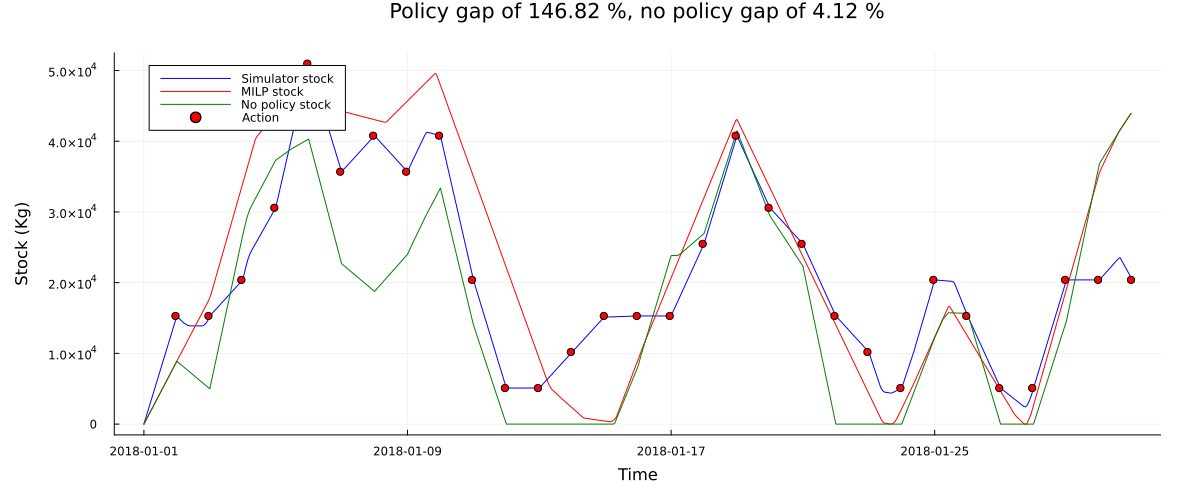 Policy gap of 146.82 %, no policy gap of 4.12 %
Simulator stock
MILP stock
No policy stock
Action
Stock (Kg)
5.0×10⁴
4.0×10⁴
3.0×10⁴
2.0×10⁴
1.0×10⁴
0
2018-01-01 2018-01-09 2018-01-17 2018-01-25
Time